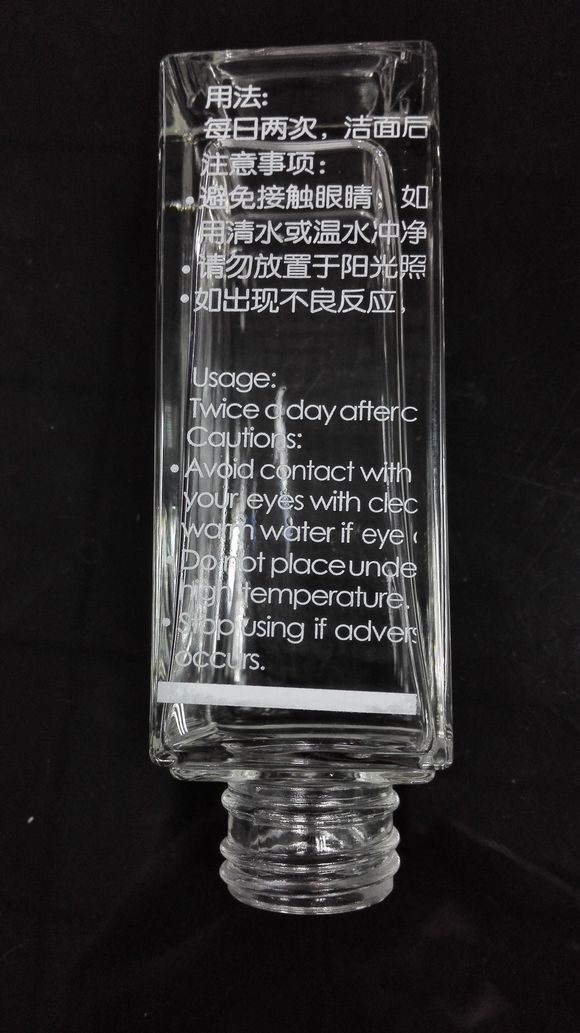 用法:
每日两次，洁面后
注意事项:
•避免接触眼睛，如
用清水或温水冲净
•请勿放置于阳光照
•如出现不良反应，
Usage:
Twice a day after c
Cautions:
•Avoid contact with
your eyes with clea
warm water if eye
•Do not place unde
high temperature.
•Stop using if advers
occurs.